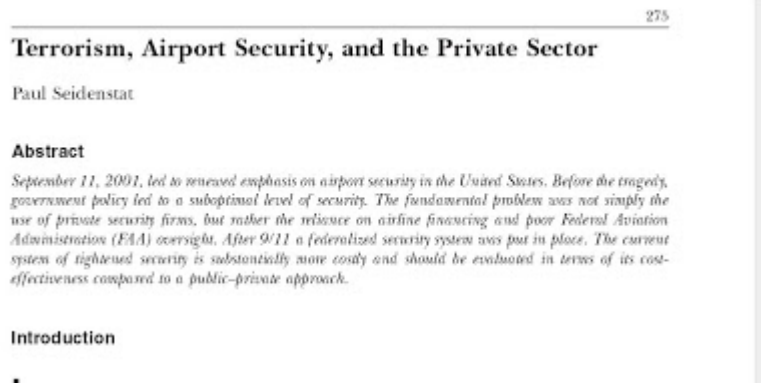 275
Terrorism, Airport Security, and the Private Sector
Paul Seidenstat
Abstract
September 11, 2001, led to renewed emphasis on airport security in the United States. Before the tragedy,
government policy led to a suboptimal level of security. The fundamental problem was not simply the
use of private security firms, but rather the reliance on airline financing and poor Federal Aviation
Administration (FAA) oversight. After 9/11 a federalized security system was put in place. The current
system of tightened security is substantially more costly and should be evaluated in terms of its cost-
effectiveness compared to a public–private approach.
Introduction